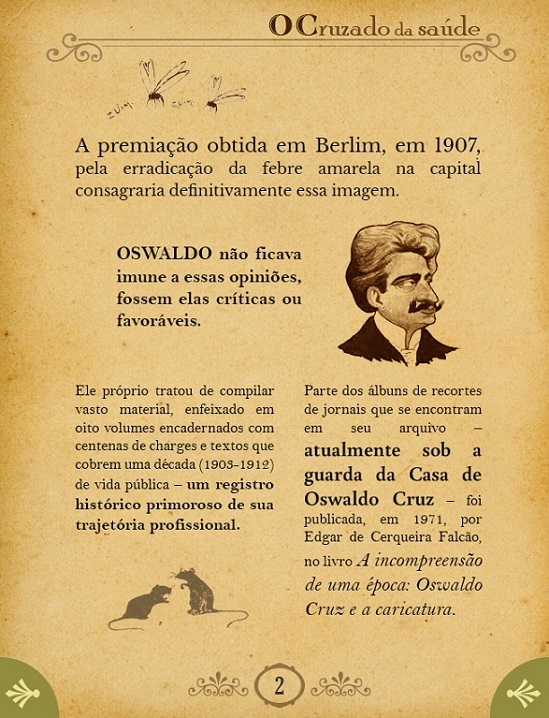 O Cruzado da saúde
ZUIM. ZUIM.
A premiação obtida em Berlim, em 1907,
pela erradicação da febre amarela na capital
consagraria definitivamente essa imagem.
OSWALDO não ficava
imune a essas opiniões,
fossem elas críticas ou
favoráveis.
Ele próprio tratou de compilar
vasto material, enfeixado em
oito volumes encadernados com
centenas de charges e textos que
cobrem uma década (1903-1912)
de vida pública – um registro
histórico primoroso de sua
trajetória profissional.
Parte dos álbuns de recortes
de jornais que se encontram
em seu arquivo –
atualmente sob a
guarda da Casa de
Oswaldo Cruz – foi
publicada, em 1971, por
Edgar de Cerqueira Falcão,
no livro A incompreensão
de uma época: Oswaldo
Cruz e a caricatura.
2